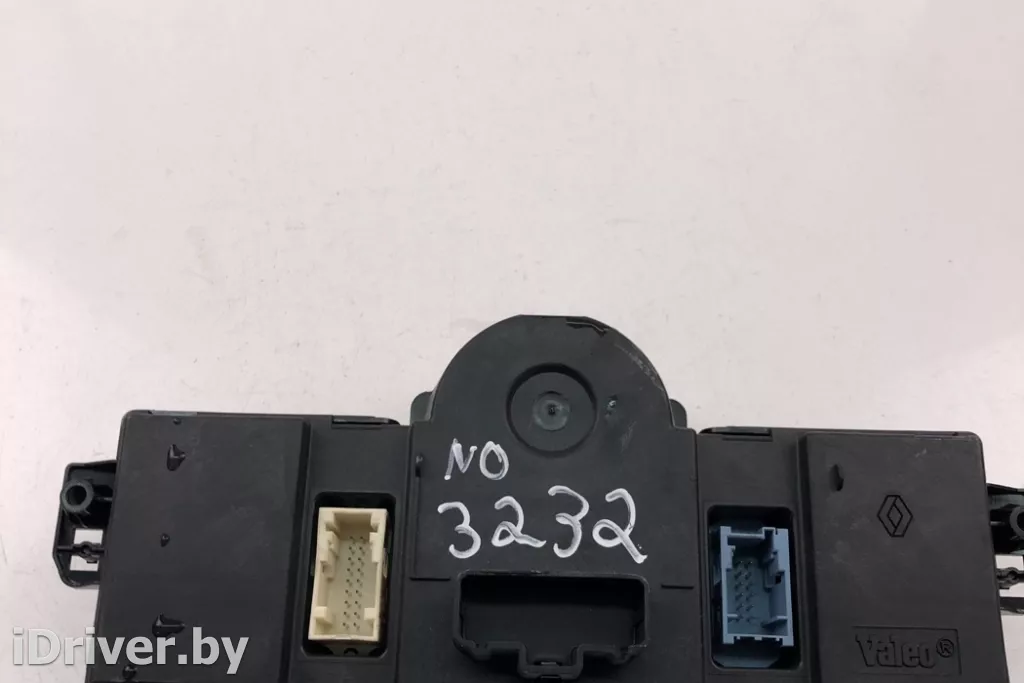 NO
3232
Valeo®
iDriver.by